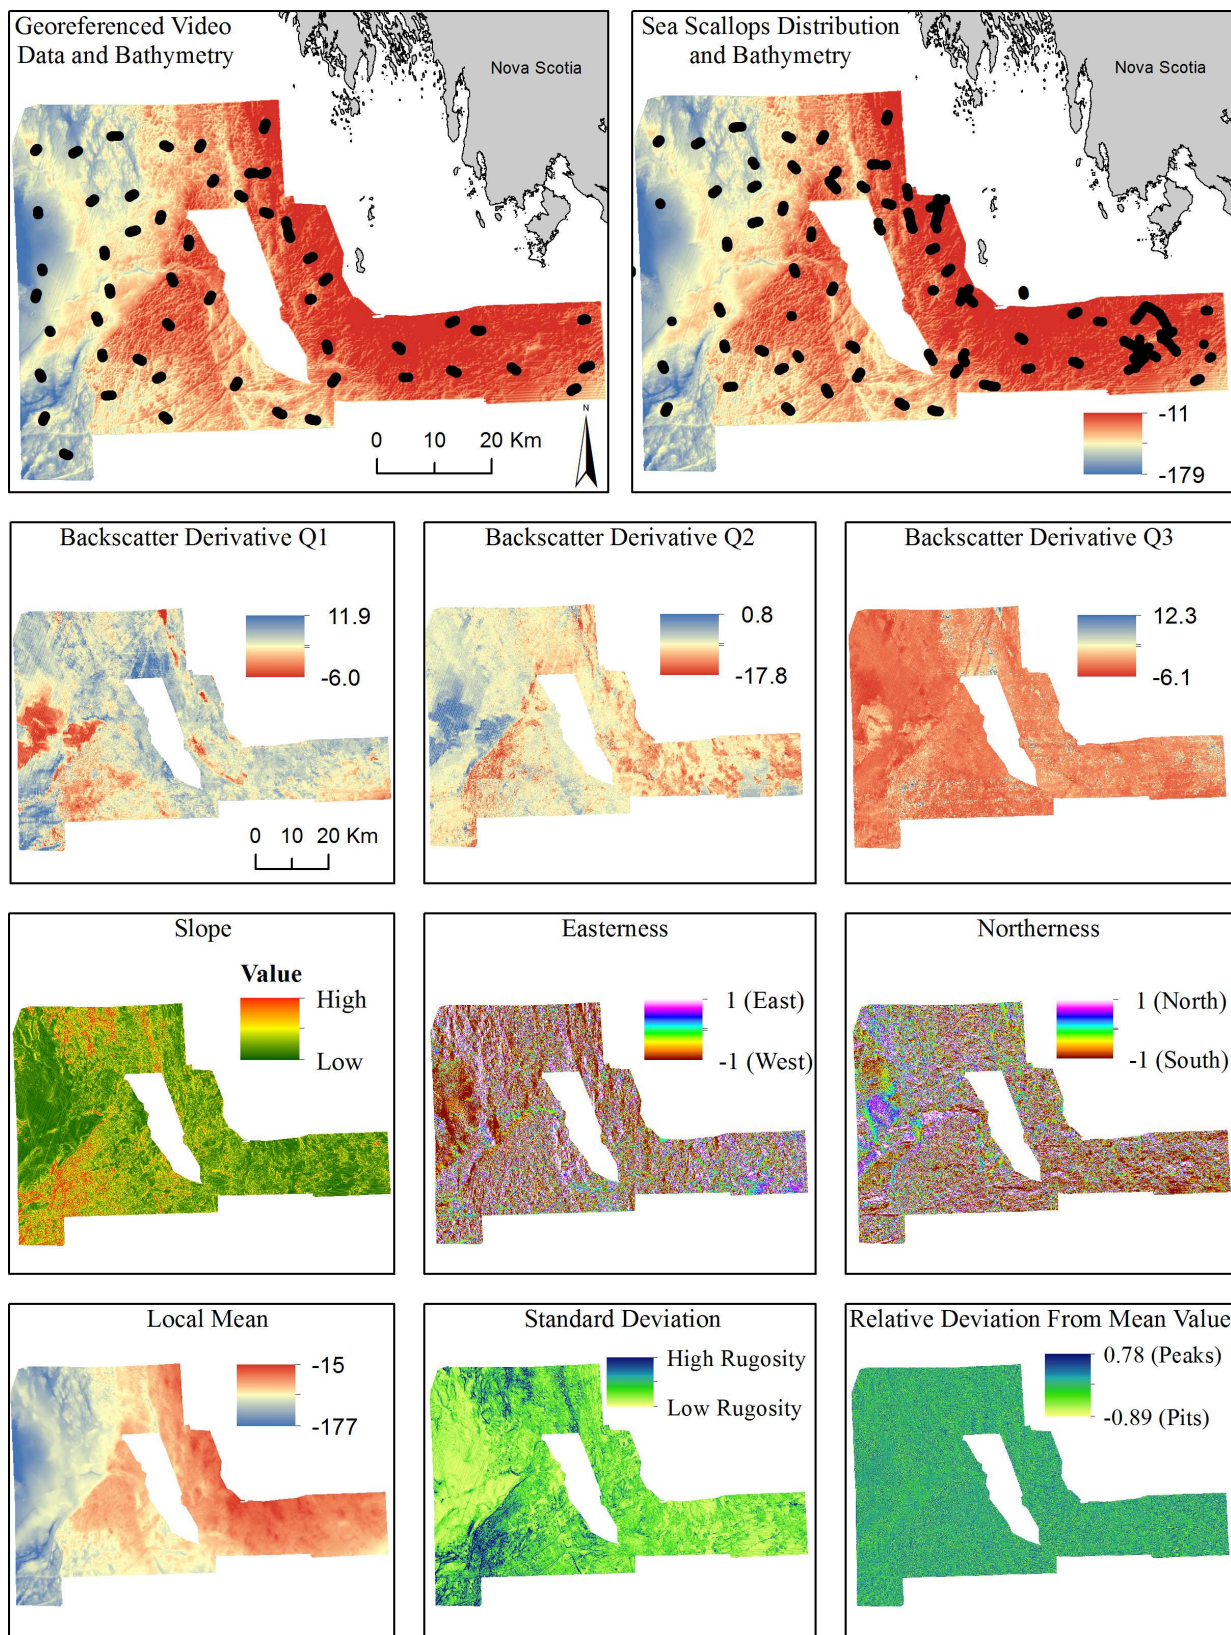 Georeferenced Video
Data and Bathymetry
Nova Scotia
N
0 10 20 Km
Sea Scallops Distribution
and Bathymetry
Nova Scotia
-11
-179
Backscatter Derivative Q1
11.9
-6.0
0 10 20 Km
Backscatter Derivative Q2
0.8
-17.8
Backscatter Derivative Q3
12.3
-6.1
Slope
Value
High
Low
Easterness
1 (East)
-1 (West)
Northerness
1 (North)
-1 (South)
Local Mean
-15
-177
Standard Deviation
High Rugosity
Low Rugosity
Relative Deviation From Mean Value
0.78 (Peaks)
-0.89 (Pits)